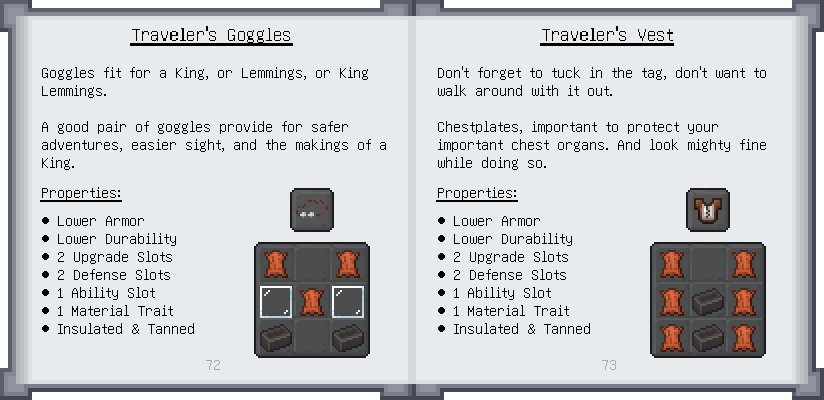 Traveler's Goggles
Goggles fit for a King, or Lemmings, or King
Lemmings.
A good pair of goggles provide for safer
adventures, easier sight, and the makings of a
King.
Properties:
● Lower Armor
● Lower Durability
● 2 Upgrade Slots
● 2 Defense Slots
● 1 Ability Slot
● 1 Material Trait
● Insulated & Tanned
72
Traveler's Vest
Don't forget to tuck in the tag, don't want to
walk around with it out.
Chestplates, important to protect your
important chest organs. And look mighty fine
while doing so.
Properties:
● Lower Armor
● Lower Durability
● 2 Upgrade Slots
● 2 Defense Slots
● 1 Ability Slot
● 1 Material Trait
● Insulated & Tanned
73